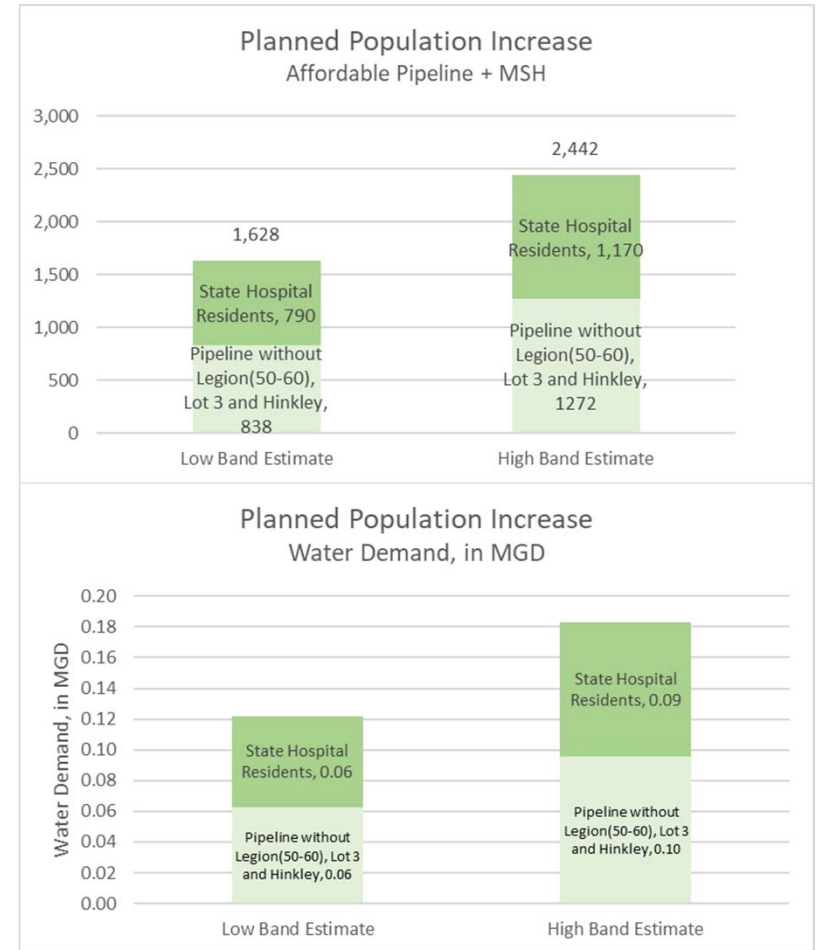 Planned Population Increase
Affordable Pipeline + MSH
3,000
2,500
2,000
1,500
1,000
500
0
1,628
State Hospital
Residents, 790
Pipeline without
Legion(50-60),
Lot 3 and Hinkley,
838
2,442
State Hospital
Residents, 1,170
Pipeline without
Legion(50-60),
Lot 3 and Hinkley,
1272
Low Band Estimate
High Band Estimate
Planned Population Increase
Water Demand, in MGD
Water Demand, in MGD
0.20
0.18
0.16
0.14
0.12
0.10
0.08
0.06
0.04
0.02
0.00
State Hospital
Residents, 0.06
Pipeline without
Legion(50-60), Lot 3
and Hinkley, 0.06
State Hospital
Residents, 0.09
Pipeline without
Legion(50-60), Lot 3
and Hinkley, 0.10
Low Band Estimate
High Band Estimate